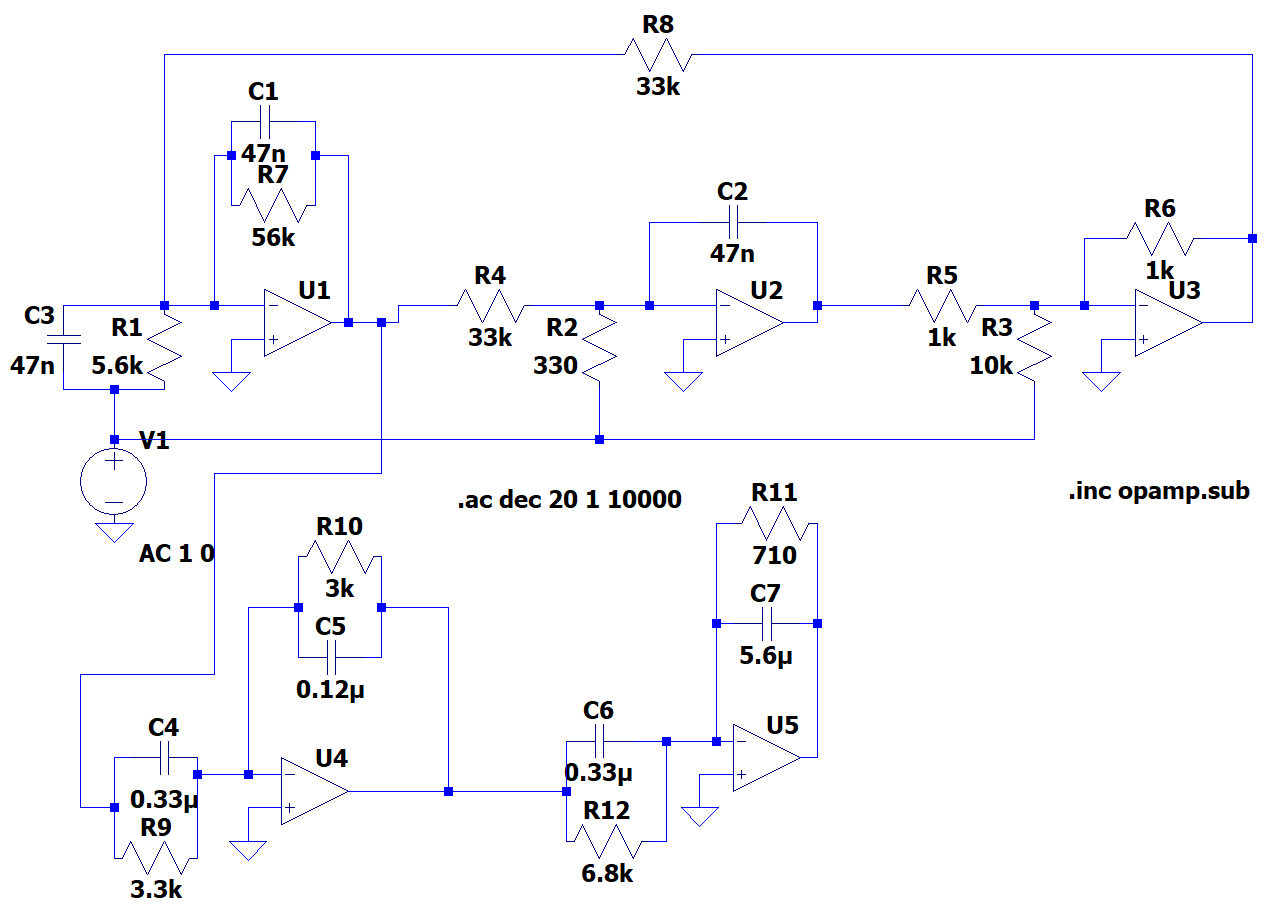 R8
33k
C1
47n
R7
56k
C2
47n
R6
1k
R4
33k
R5
1k
U1
U2
U3
C3
47n
R1
5.6k
R2
330
R3
10k
V1
AC 1 0
.ac dec 20 1 10000
.inc opamp.sub
R10
3k
C5
0.12µ
R11
710
C7
5.6µ
C4
0.33µ
R9
3.3k
U4
C6
0.33µ
R12
6.8k
U5